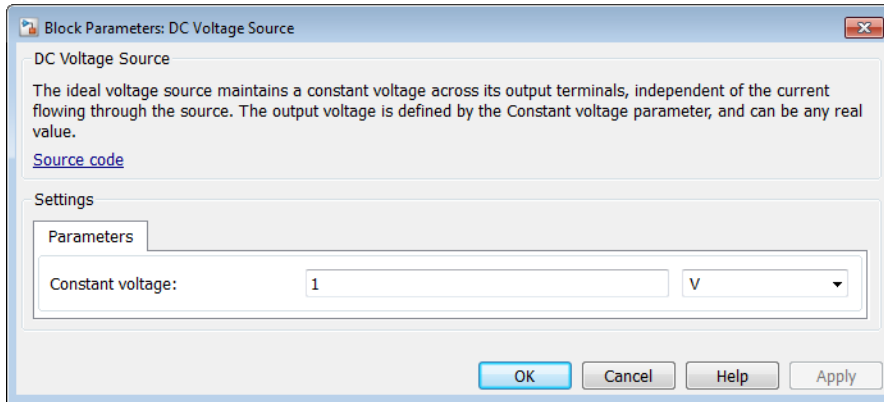 Block Parameters: DC Voltage Source
DC Voltage Source
The ideal voltage source maintains a constant voltage across its output terminals, independent of the current
flowing through the source. The output voltage is defined by the Constant voltage parameter, and can be any real
value.
Source code
Settings
Parameters
Constant voltage: 1 V
OK Cancel Help Apply